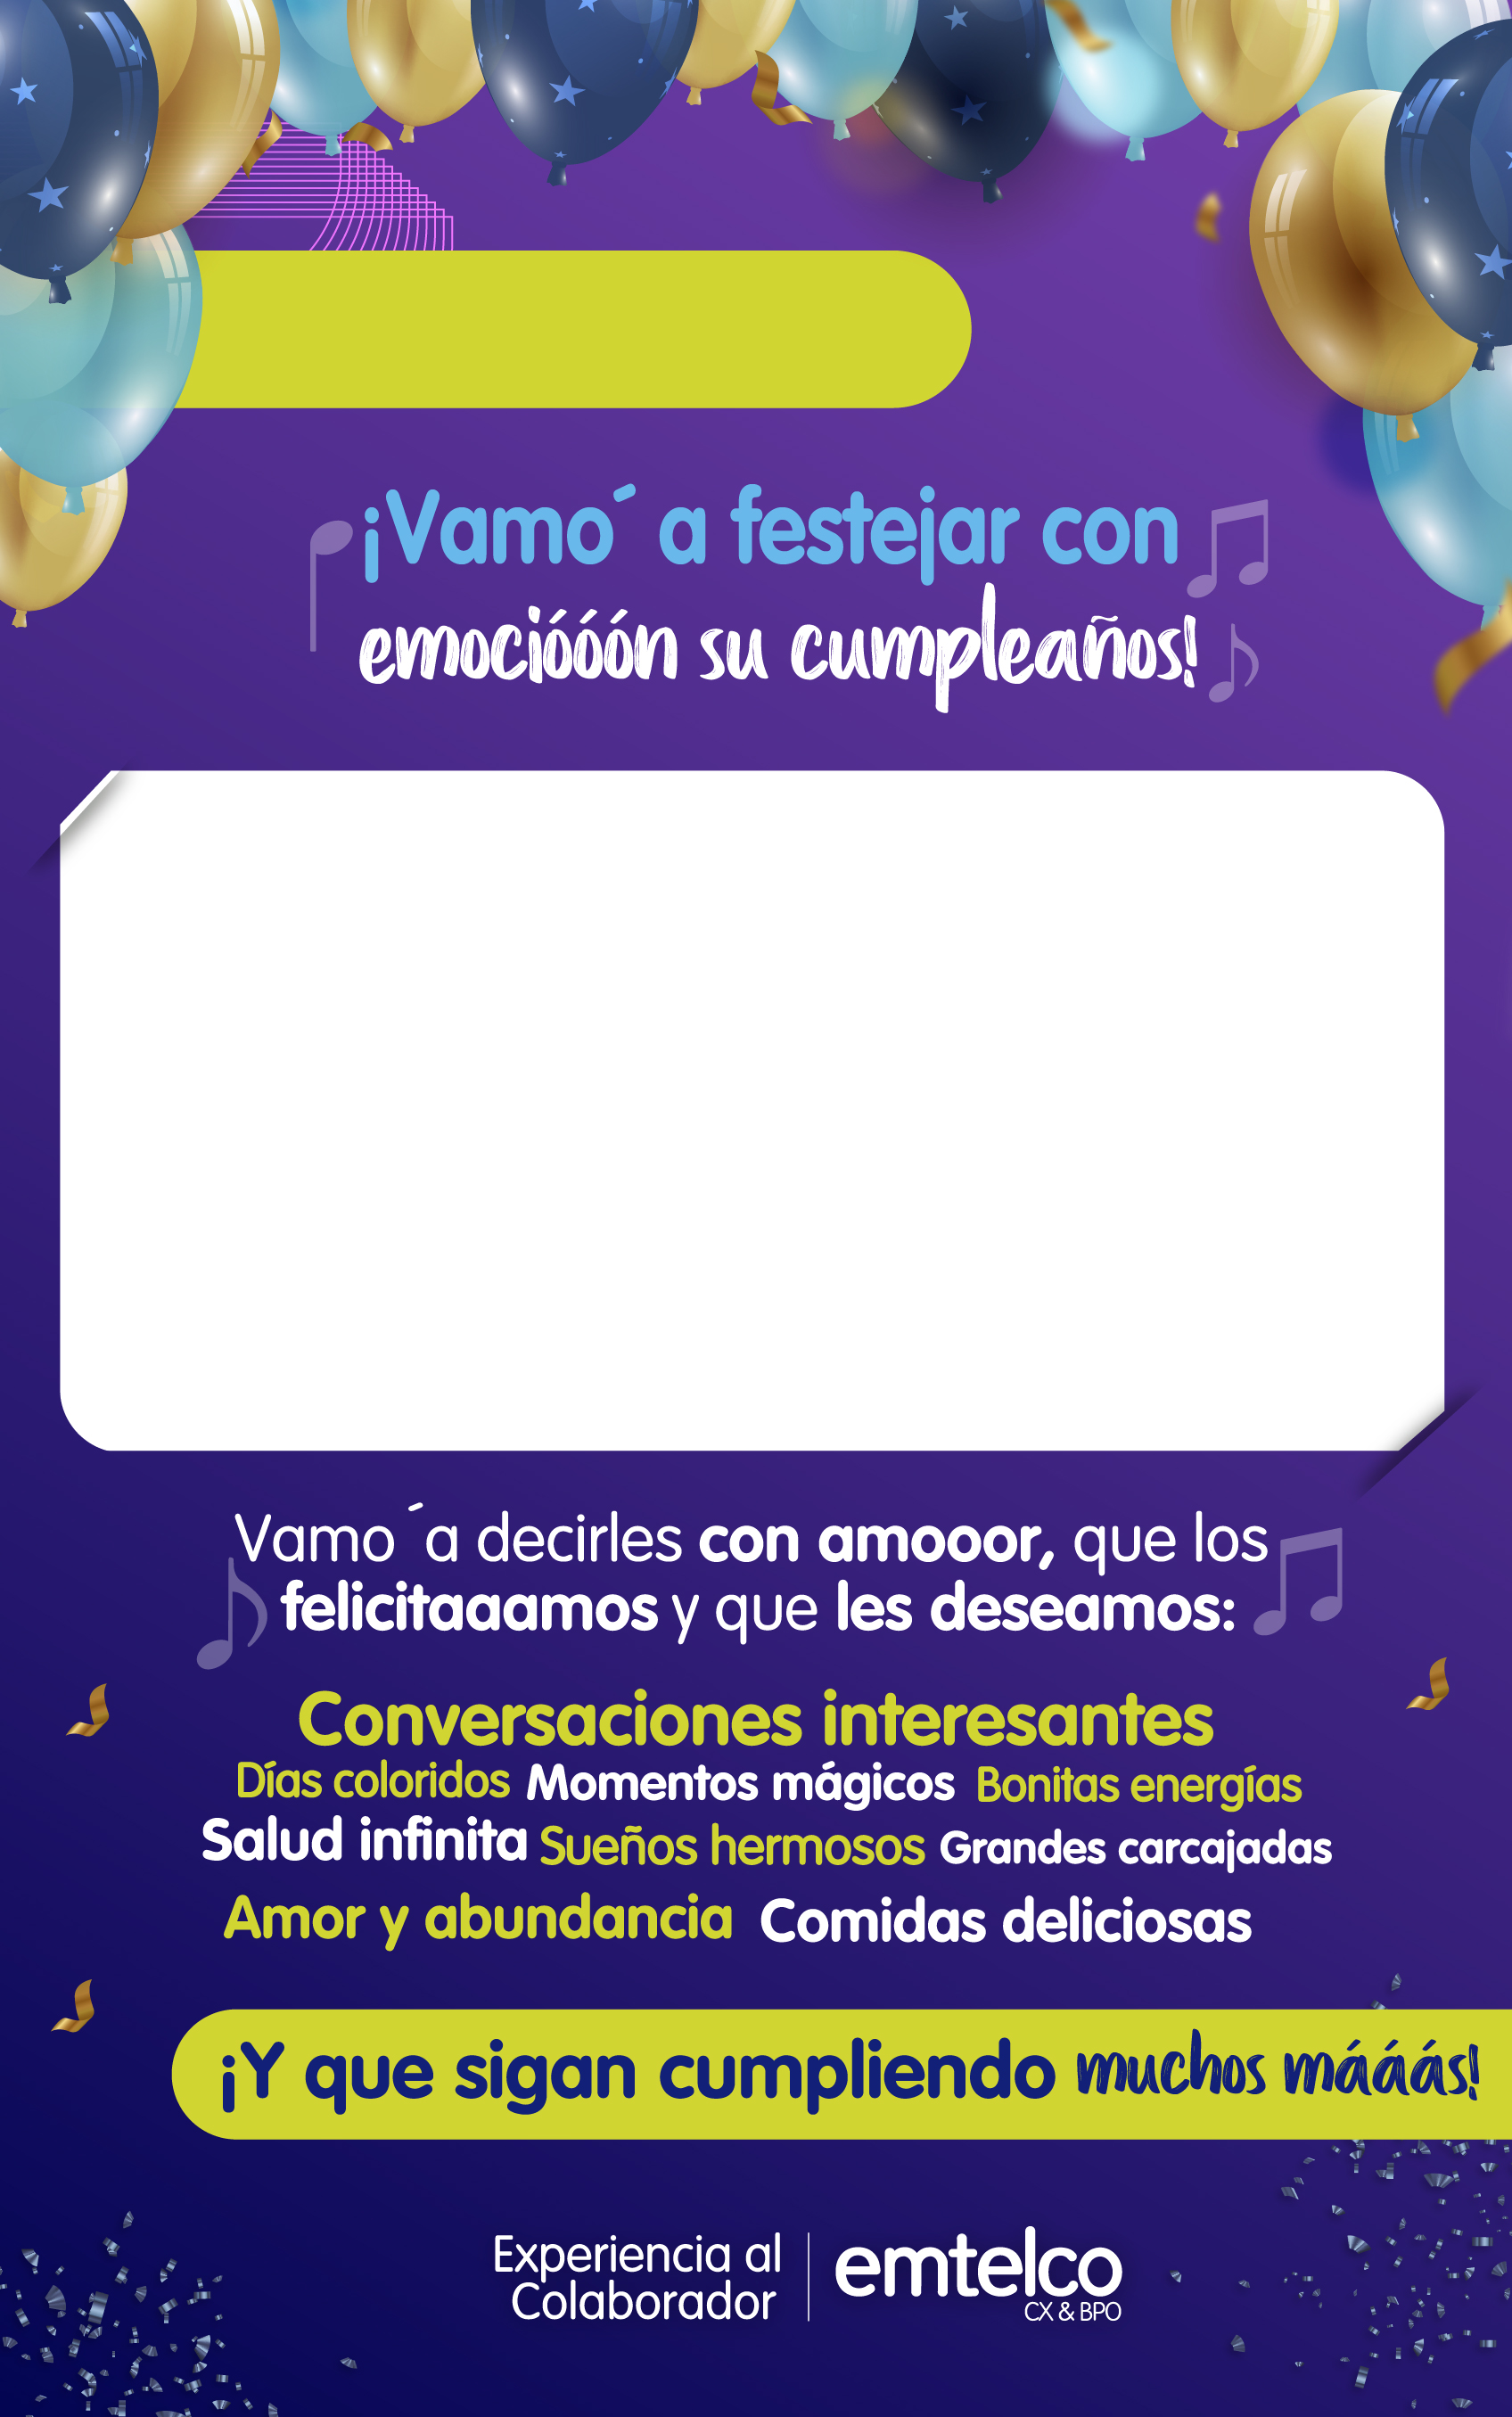 ¡Vamo´ a festejar con
emocióóón su cumpleaños!
Vamo ´a decirles con amooor, que los
felicitaaamos y que les deseamos:
Conversaciones interesantes
Días coloridos Momentos mágicos Bonitas energías
Salud infinita Sueños hermosos Grandes carcajadas
Amor y abundancia Comidas deliciosas
¡Y que sigan cumpliendo muchos máááás!
Experiencia al
Colaborador
emtelco
CX & BPO